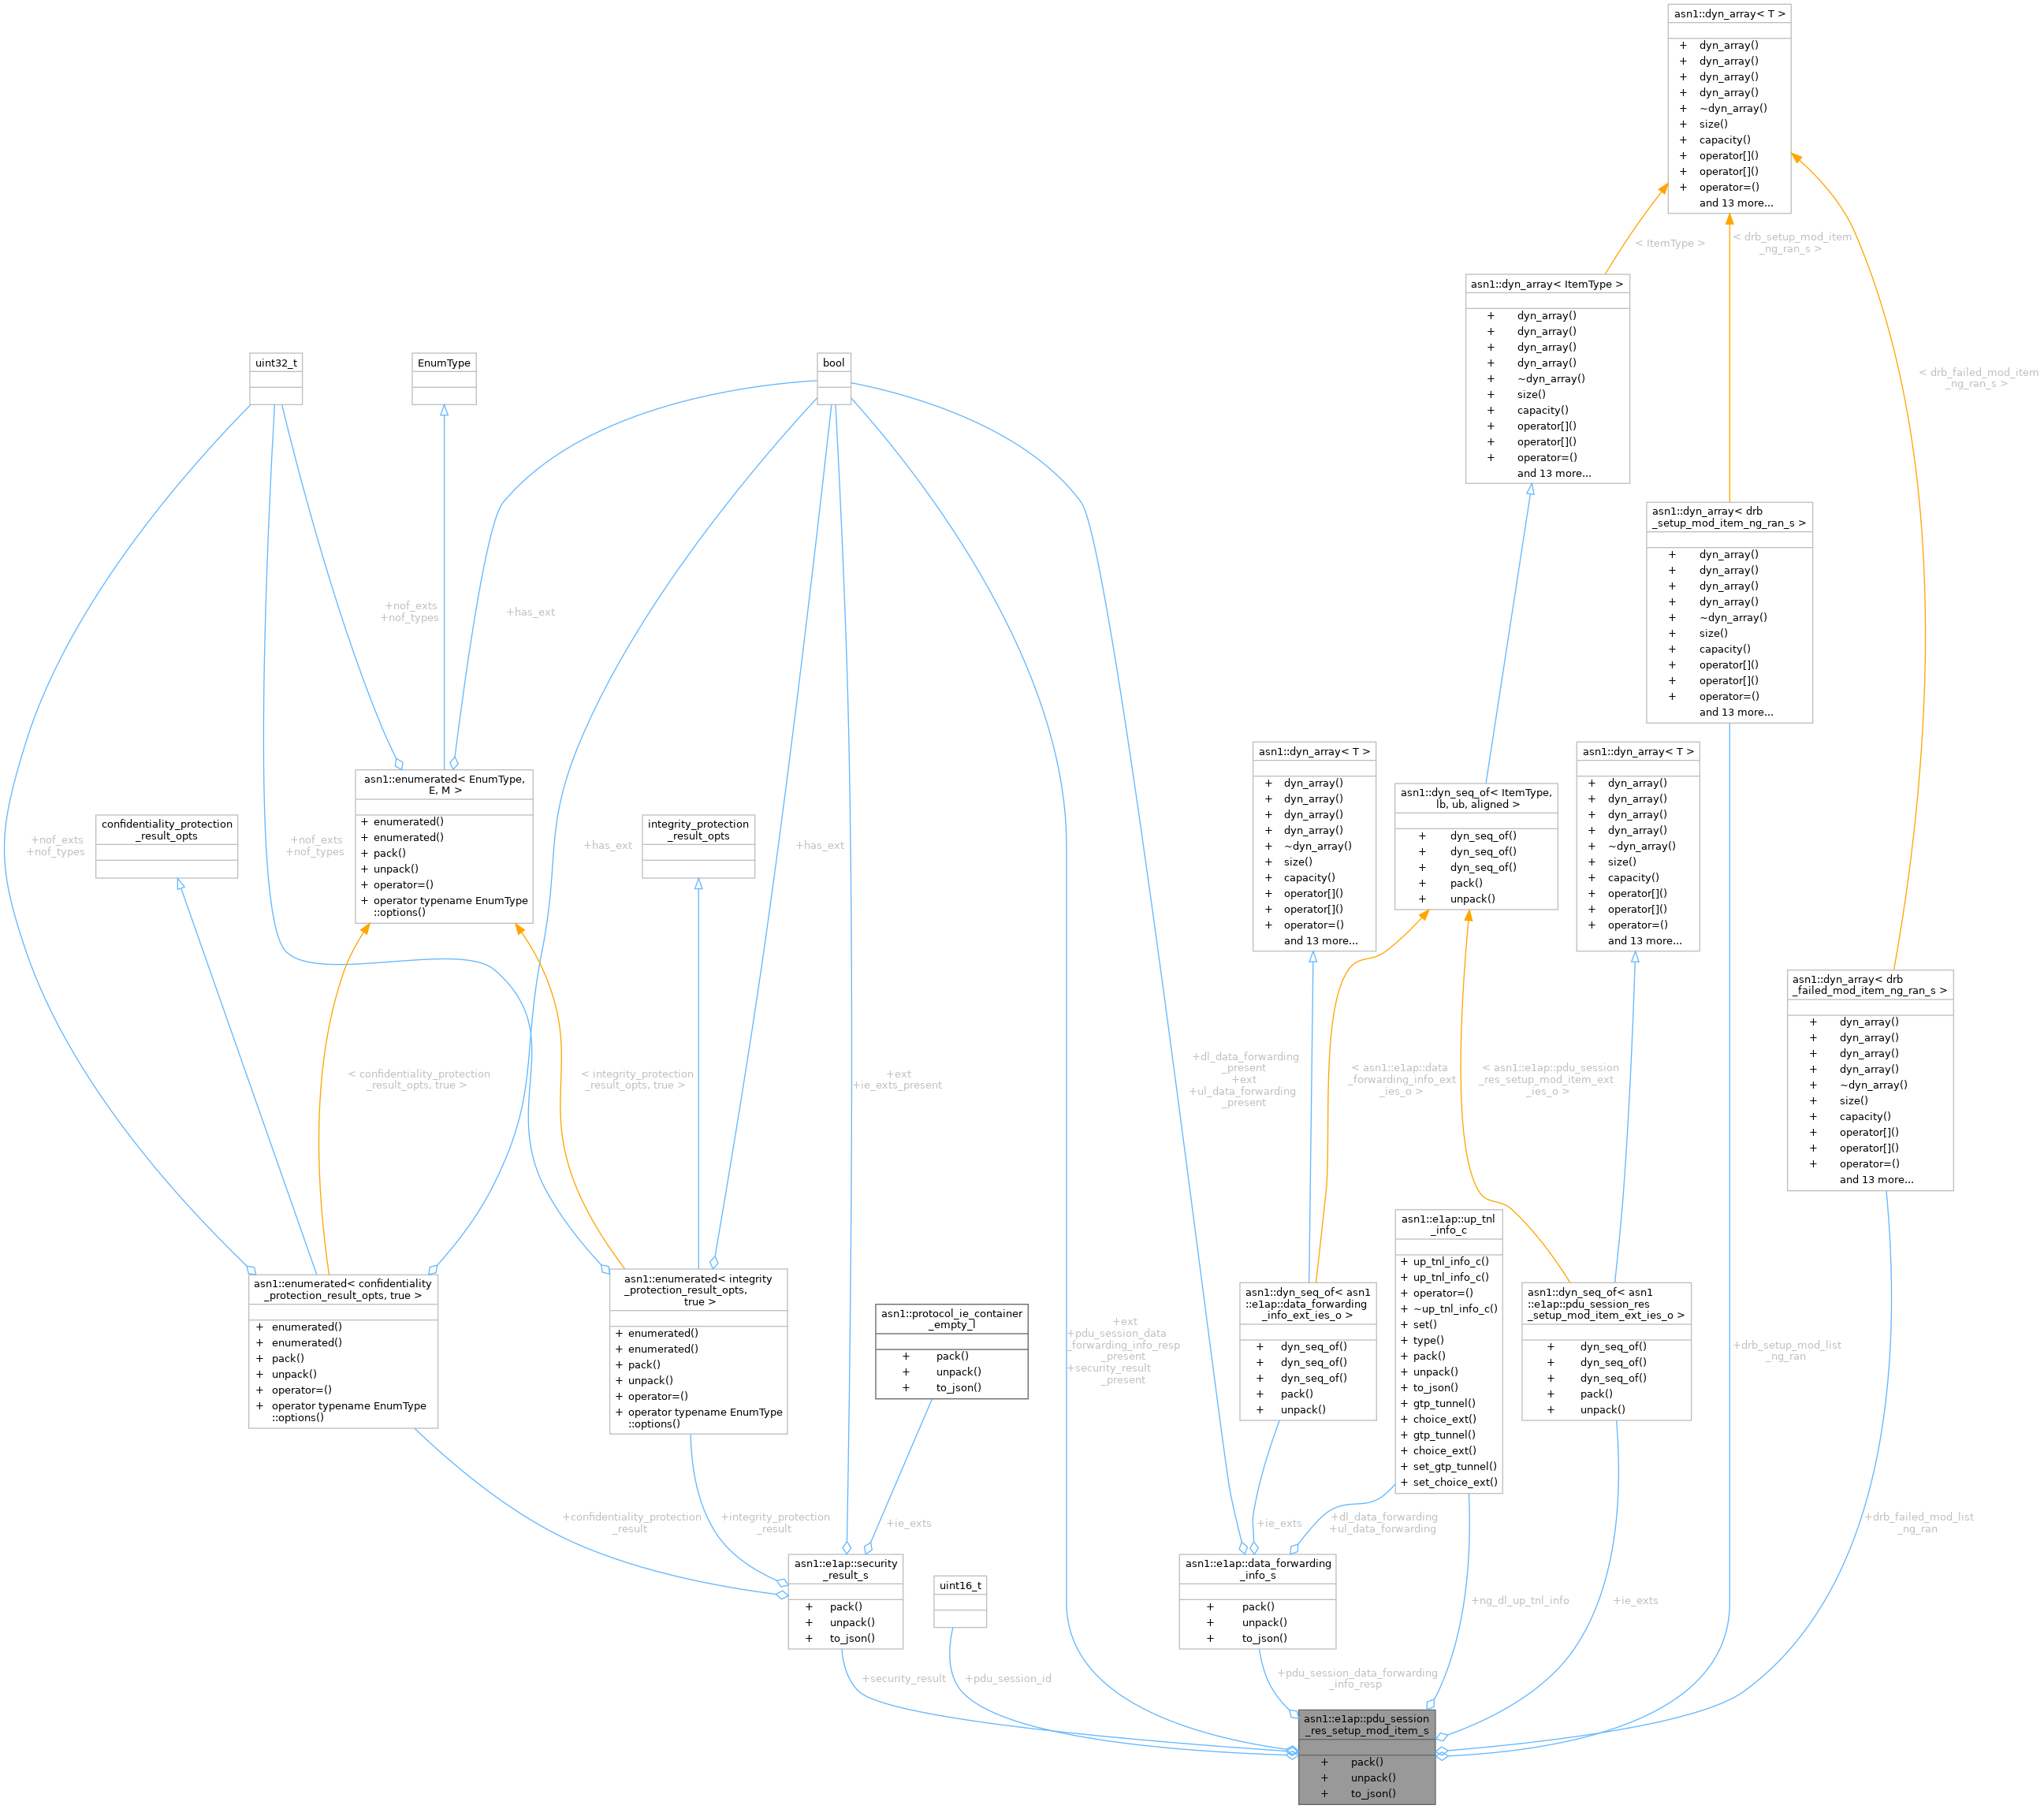 asn1::dyn_array< T >
+ dyn_array()
+ dyn_array()
+ dyn_array()
+ dyn_array()
+ ~dyn_array()
+ size()
+ capacity()
+ operator[]()
+ operator[]()
+ operator=()
and 13 more...
< ItemType >
< drb_setup_mod_item
_ng_ran_s >
asn1::dyn_array< ItemType >
+ dyn_array()
+ dyn_array()
+ dyn_array()
+ dyn_array()
+ ~dyn_array()
+ size()
+ capacity()
+ operator[]()
+ operator[]()
+ operator=()
and 13 more...
< drb_failed_mod_item
_ng_ran_s >
uint32_t
EnumType
bool
asn1::dyn_array< drb
_setup_mod_item_ng_ran_s >
+ dyn_array()
+ dyn_array()
+ dyn_array()
+ dyn_array()
+ ~dyn_array()
+ size()
+ capacity()
+ operator[]()
+ operator[]()
+ operator=()
and 13 more...
+nof_exts
+nof_types
+has_ext
asn1::enumerated< EnumType,
E, M >
+ enumerated()
+ enumerated()
+ pack()
+ unpack()
+ operator=()
+ operator typename EnumType
::options()
asn1::dyn_array< T >
+ dyn_array()
+ dyn_array()
+ dyn_array()
+ dyn_array()
+ ~dyn_array()
+ size()
+ capacity()
+ operator[]()
+ operator[]()
+ operator=()
and 13 more...
asn1::dyn_seq_of< ItemType,
lb, ub, aligned >
+ dyn_seq_of()
+ dyn_seq_of()
+ dyn_seq_of()
+ pack()
+ unpack()
asn1::dyn_array< T >
+ dyn_array()
+ dyn_array()
+ dyn_array()
+ dyn_array()
+ ~dyn_array()
+ size()
+ capacity()
+ operator[]()
+ operator[]()
+ operator=()
and 13 more...
+nof_exts
+nof_types
confidentiality_protection
_result_opts
+nof_exts
+nof_types
+has_ext
integrity_protection
_result_opts
+has_ext
asn1::dyn_array< drb
_failed_mod_item_ng_ran_s >
+ dyn_array()
+ dyn_array()
+ dyn_array()
+ dyn_array()
+ ~dyn_array()
+ size()
+ capacity()
+ operator[]()
+ operator[]()
+ operator=()
and 13 more...
< confidentiality_protection
_result_opts, true >
< integrity_protection
_result_opts, true >
+ext
+ie_exts_present
+dl_data_forwarding
_present
+ext
+ul_data_forwarding
_present
< asn1::e1ap::data
_forwarding_info_ext
_ies_o >
< asn1::e1ap::pdu_session
_res_setup_mod_item_ext
_ies_o >
asn1::enumerated< confidentiality
_protection_result_opts, true >
+ enumerated()
+ enumerated()
+ pack()
+ unpack()
+ operator=()
+ operator typename EnumType
::options()
asn1::enumerated< integrity
_protection_result_opts,
true >
+ enumerated()
+ enumerated()
+ pack()
+ unpack()
+ operator=()
+ operator typename EnumType
::options()
asn1::protocol_ie_container
_empty_l
+ pack()
+ unpack()
+ to_json()
+ext
+pdu_session_data
_forwarding_info_resp
_present
+security_result
_present
asn1::dyn_seq_of< asn1
::e1ap::data_forwarding
_info_ext_ies_o >
+ dyn_seq_of()
+ dyn_seq_of()
+ dyn_seq_of()
+ pack()
+ unpack()
asn1::e1ap::up_tnl
_info_c
+ up_tnl_info_c()
+ up_tnl_info_c()
+ operator=()
+ ~up_tnl_info_c()
+ set()
+ type()
+ pack()
+ unpack()
+ to_json()
+ gtp_tunnel()
+ choice_ext()
+ gtp_tunnel()
+ choice_ext()
+ set_gtp_tunnel()
+ set_choice_ext()
asn1::dyn_seq_of< asn1
::e1ap::pdu_session_res
_setup_mod_item_ext_ies_o >
+ dyn_seq_of()
+ dyn_seq_of()
+ dyn_seq_of()
+ pack()
+ unpack()
+drb_setup_mod_list
_ng_ran
+confidentiality_protection
_result
+integrity_protection
_result
+ie_exts
+ie_exts
+dl_data_forwarding
+ul_data_forwarding
+drb_failed_mod_list
_ng_ran
asn1::e1ap::security
_result_s
+ pack()
+ unpack()
+ to_json()
uint16_t
asn1::e1ap::data_forwarding
_info_s
+ pack()
+ unpack()
+ to_json()
+ng_dl_up_tnl_info
+ie_exts
+security_result
+pdu_session_id
+pdu_session_data_forwarding
_info_resp
asn1::e1ap::pdu_session
_res_setup_mod_item_s
+ pack()
+ unpack()
+ to_json()